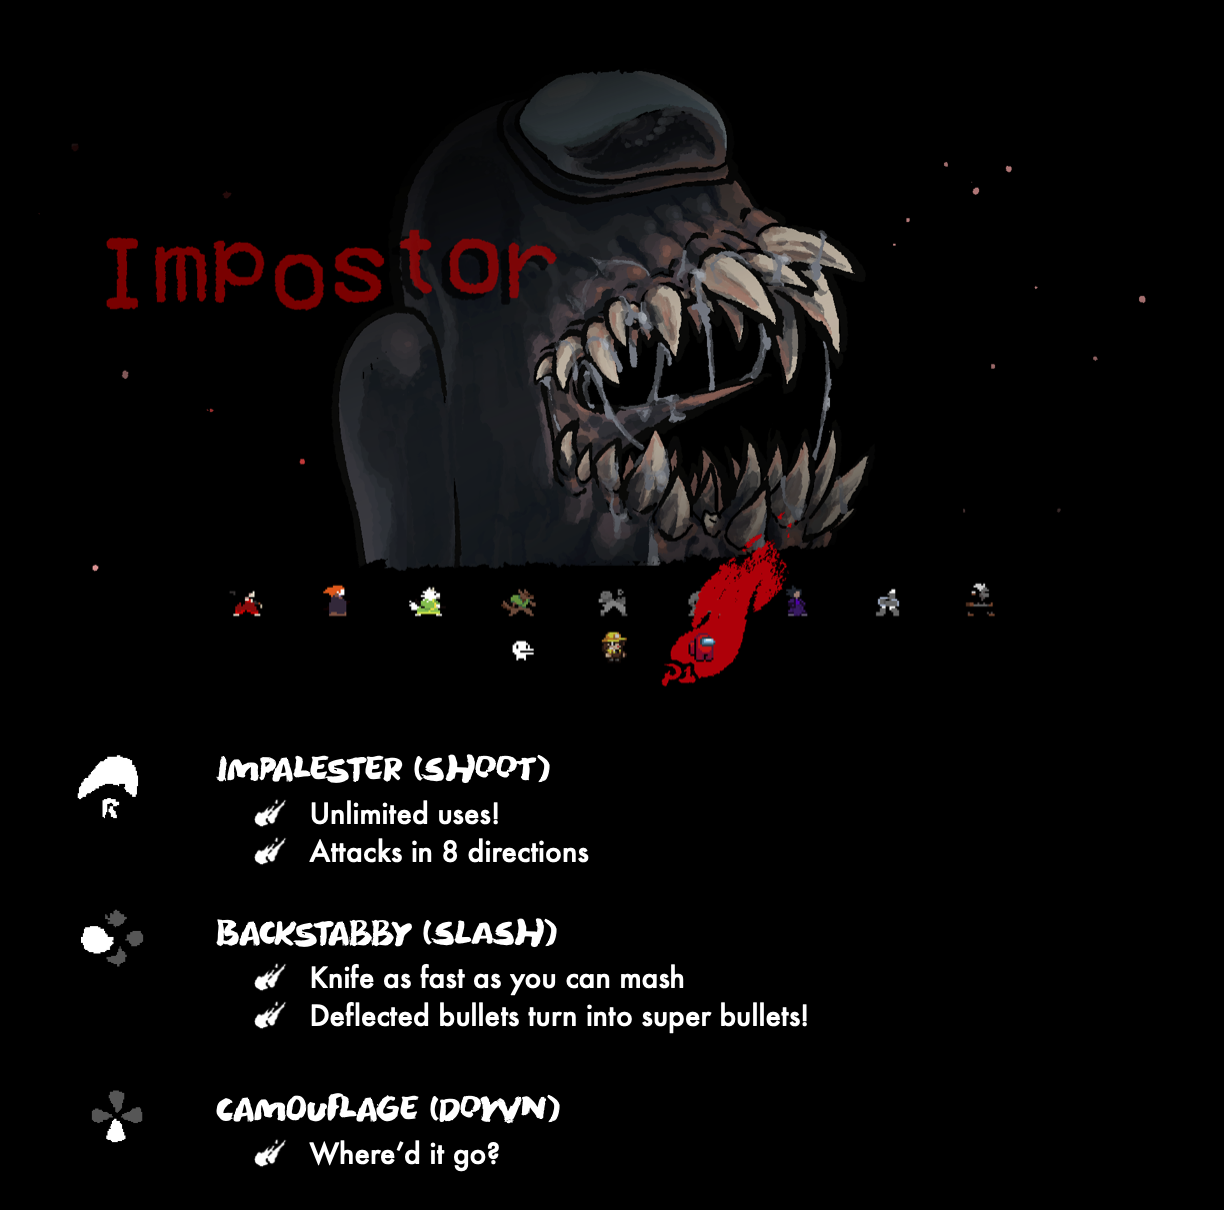 Impostor
P1
R
IMPALESTER (SHOOT)
Unlimited uses!
Attacks in 8 directions
BACKSTABBY (SLASH)
Knife as fast as you can mash
Deflected bullets turn into super bullets!
CAMOUFLAGE (DOWN)
Where’d it go?